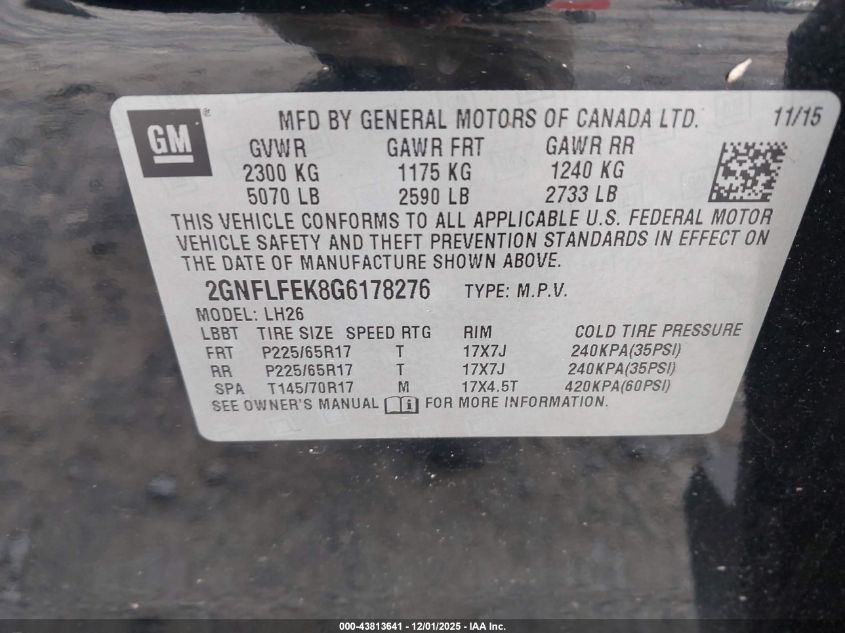 GM ®
MFD BY GENERAL MOTORS OF CANADA LTD. 11/15
GVWR GAWR FRT GAWR RR
2300 KG 1175 KG 1240 KG
5070 LB 2590 LB 2733 LB
THIS VEHICLE CONFORMS TO ALL APPLICABLE U.S. FEDERAL MOTOR
VEHICLE SAFETY AND THEFT PREVENTION STANDARDS IN EFFECT ON
THE DATE OF MANUFACTURE SHOWN ABOVE.
2GNFLFEK8G6178276 TYPE: M.P.V.
MODEL: LH26
LBBT TIRE SIZE SPEED RTG RIM COLD TIRE PRESSURE
FRT P225/65R17 T 17X7J 240KPA(35PSI)
RR P225/65R17 T 17X7J 240KPA(35PSI)
SPA T145/70R17 M 17X4.5T 420KPA(60PSI)
SEE OWNER'S MANUAL i FOR MORE INFORMATION.
000-43813641 - 12/01/2025 - IAA Inc.